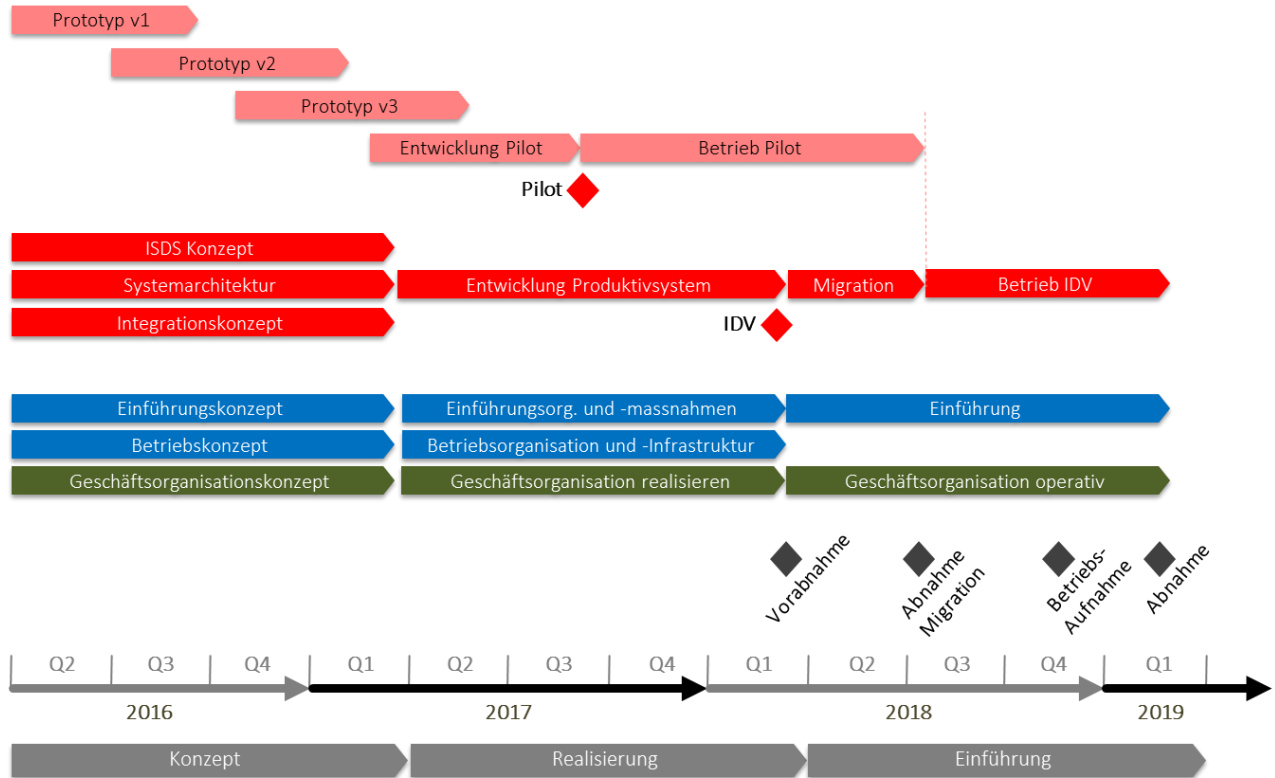 Prototyp v1
Prototyp v2
Prototyp v3
Entwicklung Pilot
Betrieb Pilot
Pilot
ISDS Konzept
Systemarchitektur
Entwicklung Produktivsystem
Migration
Betrieb IDV
Integrationskonzept
IDV
Einführungskonzept
Einführungsorg. und -massnahmen
Einführung
Betriebskonzept
Betriebsorganisation und -Infrastruktur
Geschäftsorganisationskonzept
Geschäftsorganisation realisieren
Geschäftsorganisation operativ
Vorabnahme
Abnahme
Migration
Betriebs-
Aufnahme
Abnahme
Q2 Q3 Q4 Q1 Q2 Q3 Q4 Q1 Q2 Q3 Q4 Q1
2016 2017 2018 2019
Konzept
Realisierung
Einführung